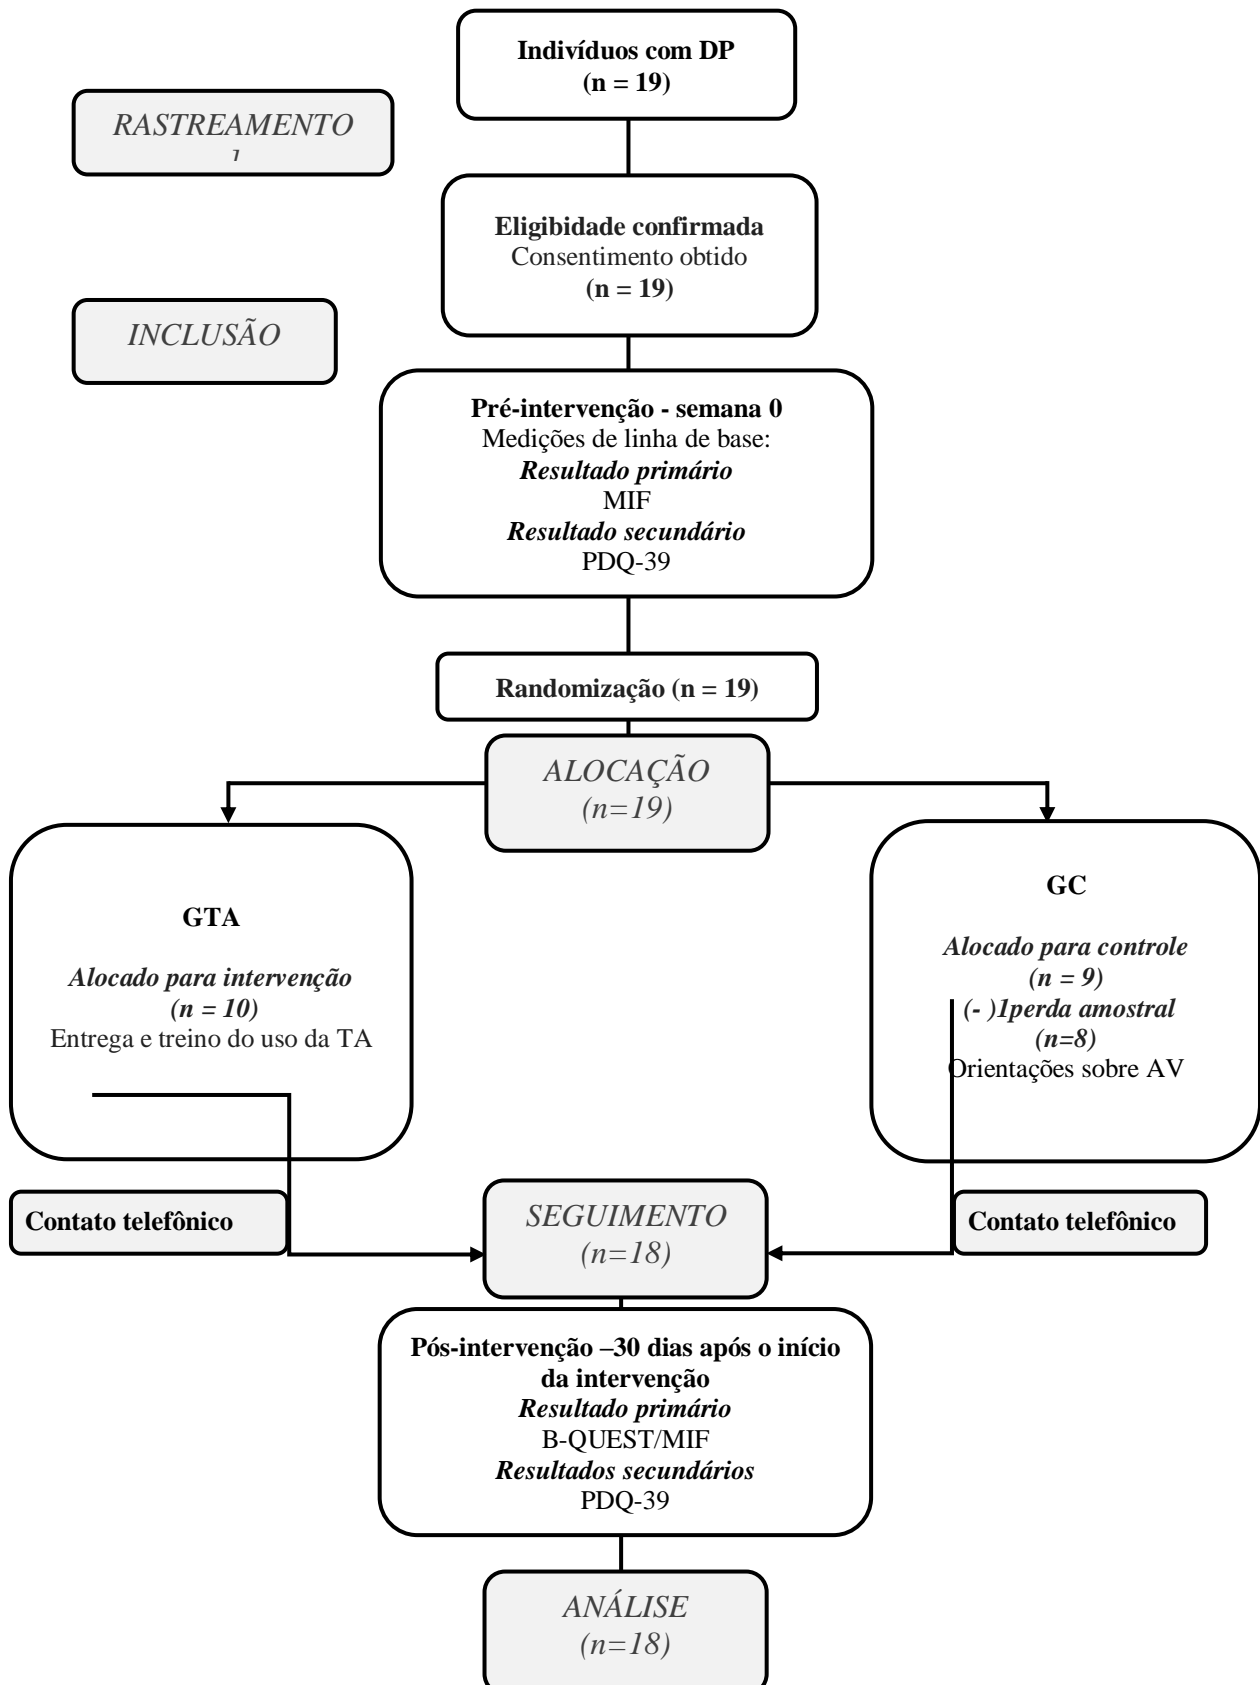 Indivíduos com DP
(n = 19)
RASTREAMENTO
Eligibidade confirmada
Consentimento obtido
(n = 19)
INCLUSÃO
Pré-intervenção - semana 0
Medições de linha de base:
Resultado primário
MIF
Resultado secundário
PDQ-39
Randomização (n = 19)
ALOCAÇÃO
(n=19)
GTA
Alocado para intervenção
(n = 10)
Entrega e treino do uso da TA
GC
Alocado para controle
(n = 9)
(- )1perda amostral
(n=8)
Orientações sobre AV
Contato telefônico
SEGUIMENTO
(n=18)
Contato telefônico
Pós-intervenção –30 dias após o início
da intervenção
Resultado primário
B-QUEST/MIF
Resultados secundários
PDQ-39
ANÁLISE
(n=18)